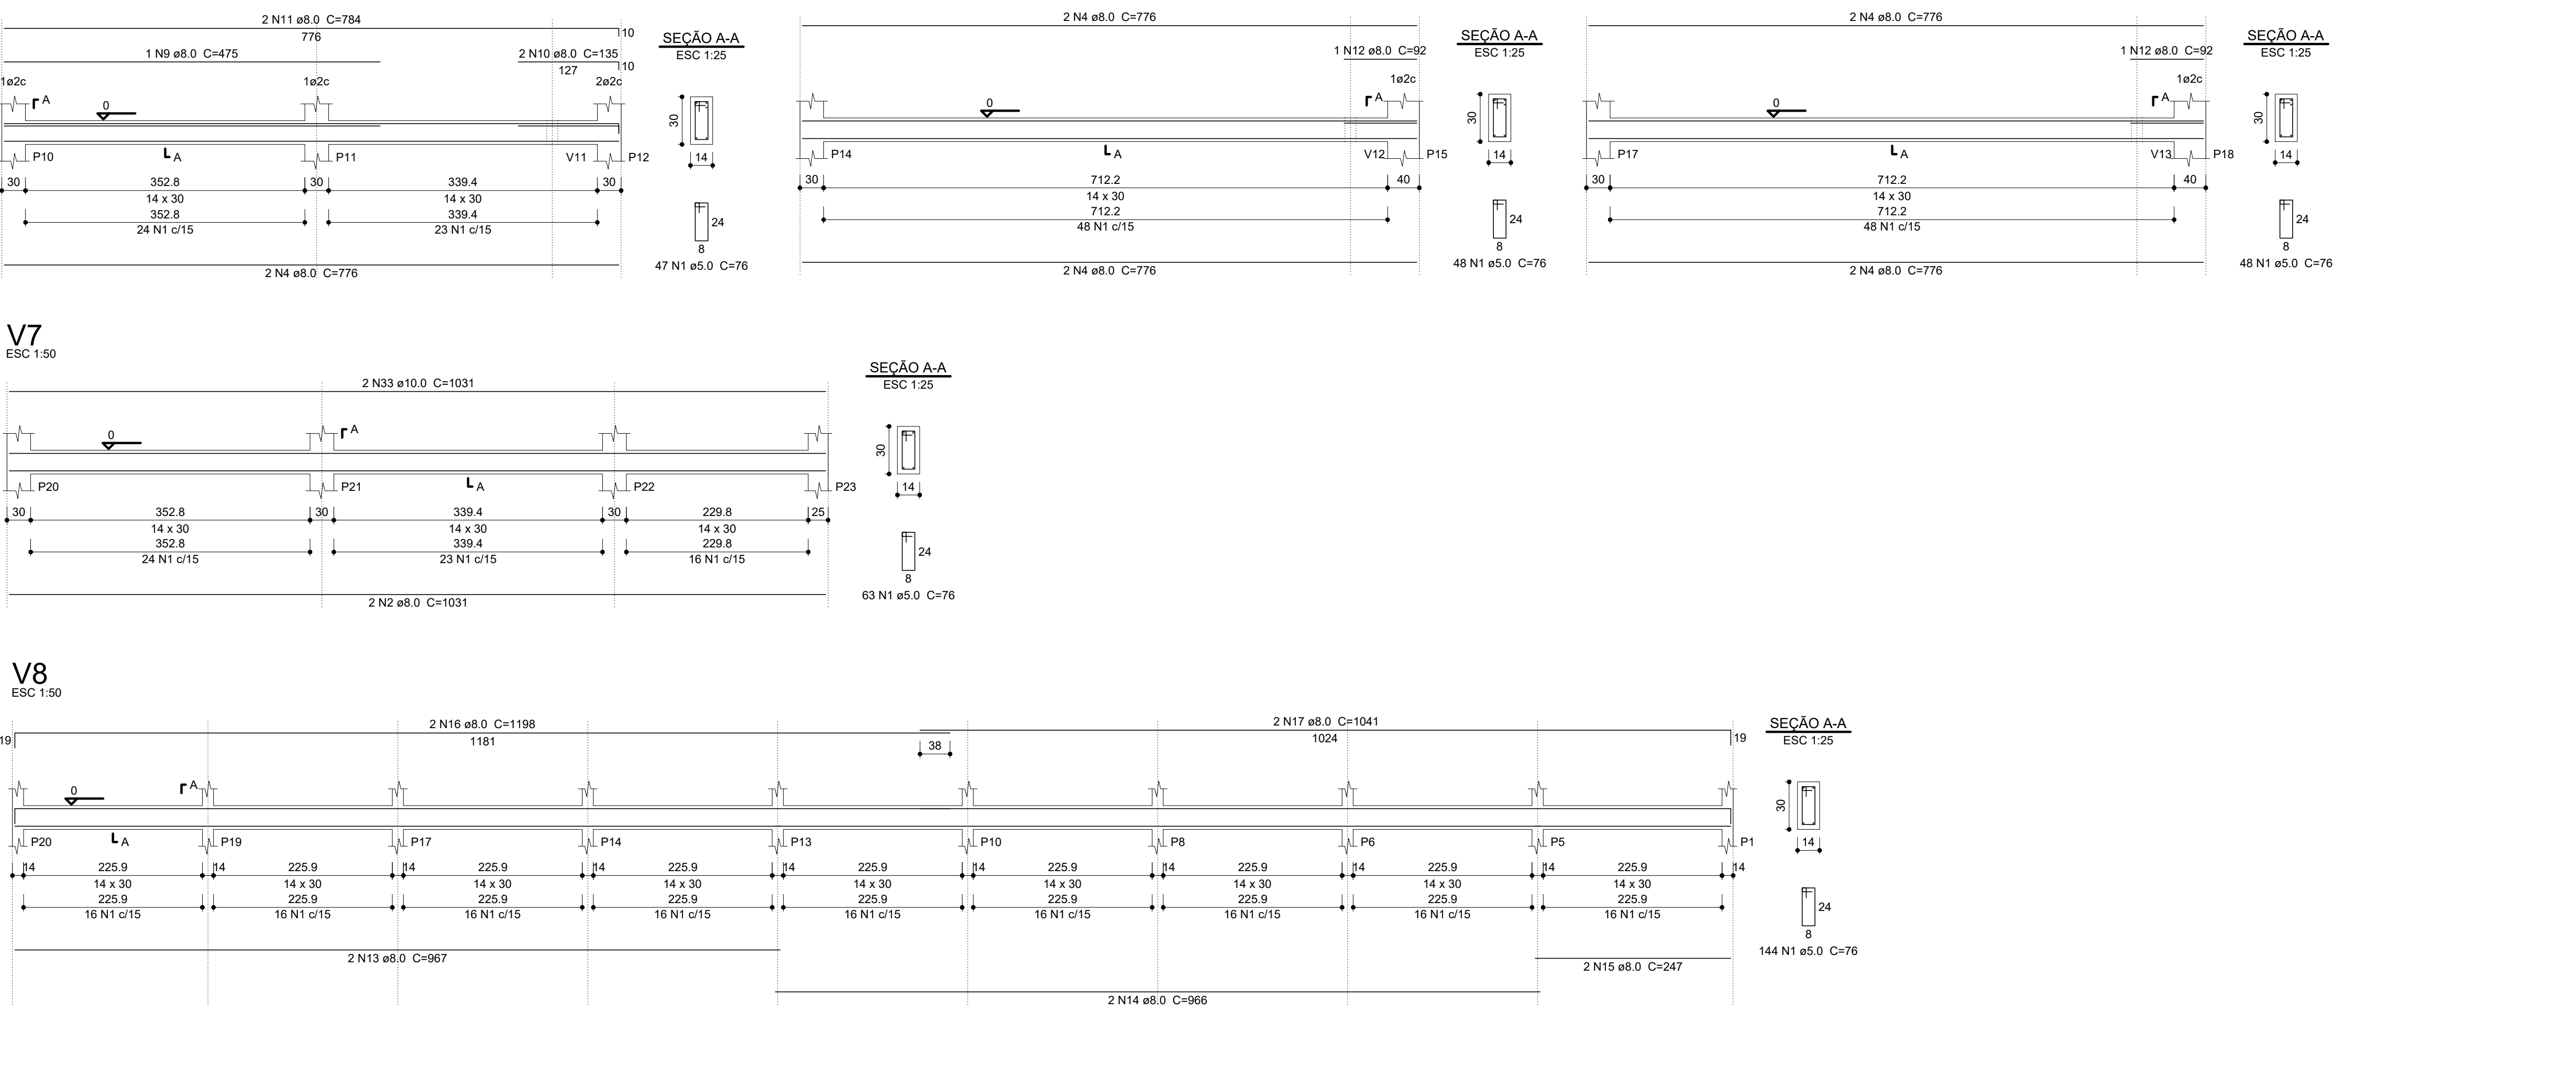 2 N11 ø8.0 C=784
776
10
1 N9 ø8.0 C=475
2 N10 ø8.0 C=135
127
10
1ø2c
1ø2c
2ø2c
A
0
A
P10
P11
V11
P12
30
352.8
30
339.4
30
14 x 30
14 x 30
352.8
339.4
24 N1 c/15
23 N1 c/15
2 N4 ø8.0 C=776
SEÇÃO A-A
ESC 1:25
30
14
24
8
47 N1 ø5.0 C=76
2 N4 ø8.0 C=776
1 N12 ø8.0 C=92
1ø2c
0
A
A
P14
V12
P15
30
712.2
40
14 x 30
712.2
48 N1 c/15
2 N4 ø8.0 C=776
SEÇÃO A-A
ESC 1:25
30
14
24
8
48 N1 ø5.0 C=76
2 N4 ø8.0 C=776
1 N12 ø8.0 C=92
1ø2c
0
A
A
P17
V13
P18
30
712.2
40
14 x 30
712.2
48 N1 c/15
2 N4 ø8.0 C=776
SEÇÃO A-A
ESC 1:25
30
14
24
8
48 N1 ø5.0 C=76
V7
ESC 1:50
2 N33 ø10.0 C=1031
0
A
A
P20
P21
P22
P23
30
352.8
30
339.4
30
229.8
25
14 x 30
14 x 30
14 x 30
352.8
339.4
229.8
24 N1 c/15
23 N1 c/15
16 N1 c/15
2 N2 ø8.0 C=1031
SEÇÃO A-A
ESC 1:25
30
14
24
8
63 N1 ø5.0 C=76
V8
ESC 1:50
2 N16 ø8.0 C=1198
2 N17 ø8.0 C=1041
19
1181
38
1024
19
0
A
A
P20
P19
P17
P14
P13
P10
P8
P6
P5
P1
14
225.9
14
225.9
14
225.9
14
225.9
14
225.9
14
225.9
14
225.9
14
225.9
14
225.9
14
14 x 30
14 x 30
14 x 30
14 x 30
14 x 30
14 x 30
14 x 30
14 x 30
14 x 30
225.9
225.9
225.9
225.9
225.9
225.9
225.9
225.9
225.9
16 N1 c/15
16 N1 c/15
16 N1 c/15
16 N1 c/15
16 N1 c/15
16 N1 c/15
16 N1 c/15
16 N1 c/15
16 N1 c/15
2 N13 ø8.0 C=967
2 N15 ø8.0 C=247
2 N14 ø8.0 C=966
SEÇÃO A-A
ESC 1:25
30
14
24
8
144 N1 ø5.0 C=76